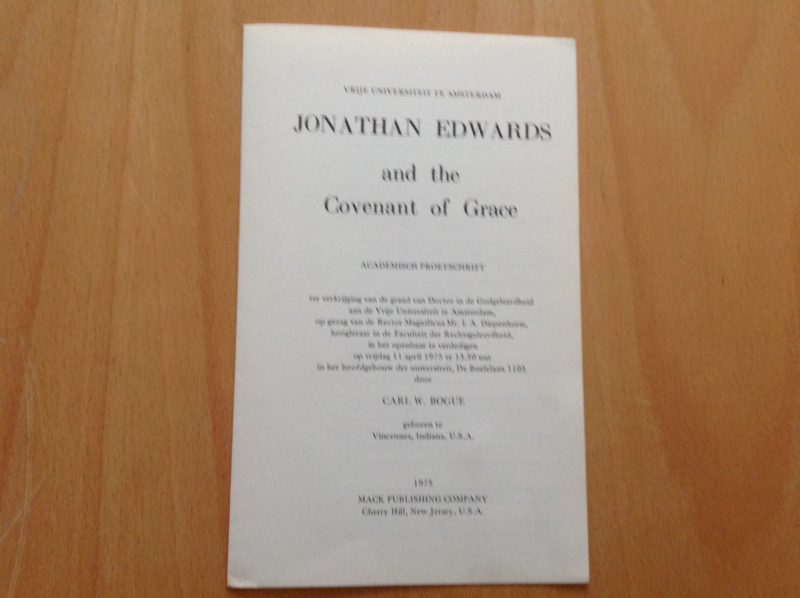 VRIJE UNIVERSITEIT TE AMSTERDAM
JONATHAN EDWARDS
and the
Covenant of Grace
ACADEMISCH PROEFSCHRIFT
ter verkrijging van de graad van Doctor in de Godgeleerdheid
aan de Vrije Universiteit te Amsterdam,
op gezag van de Rector Magnificus Mr. I. A. Diepenhorst,
hoogleraar in de Faculteit der Rechtsgeleerdheid,
in het openbaar te verdedigen
op vrijdag 11 april 1975 te 15.30 uur
in het hoofdgebouw der universiteit, De Boelelaan 1105
door
CARL W. BOGUE
geboren te
Vincennes, Indiana, U.S.A.
1975
MACK PUBLISHING COMPANY
Cherry Hill, New Jersey, U.S.A.